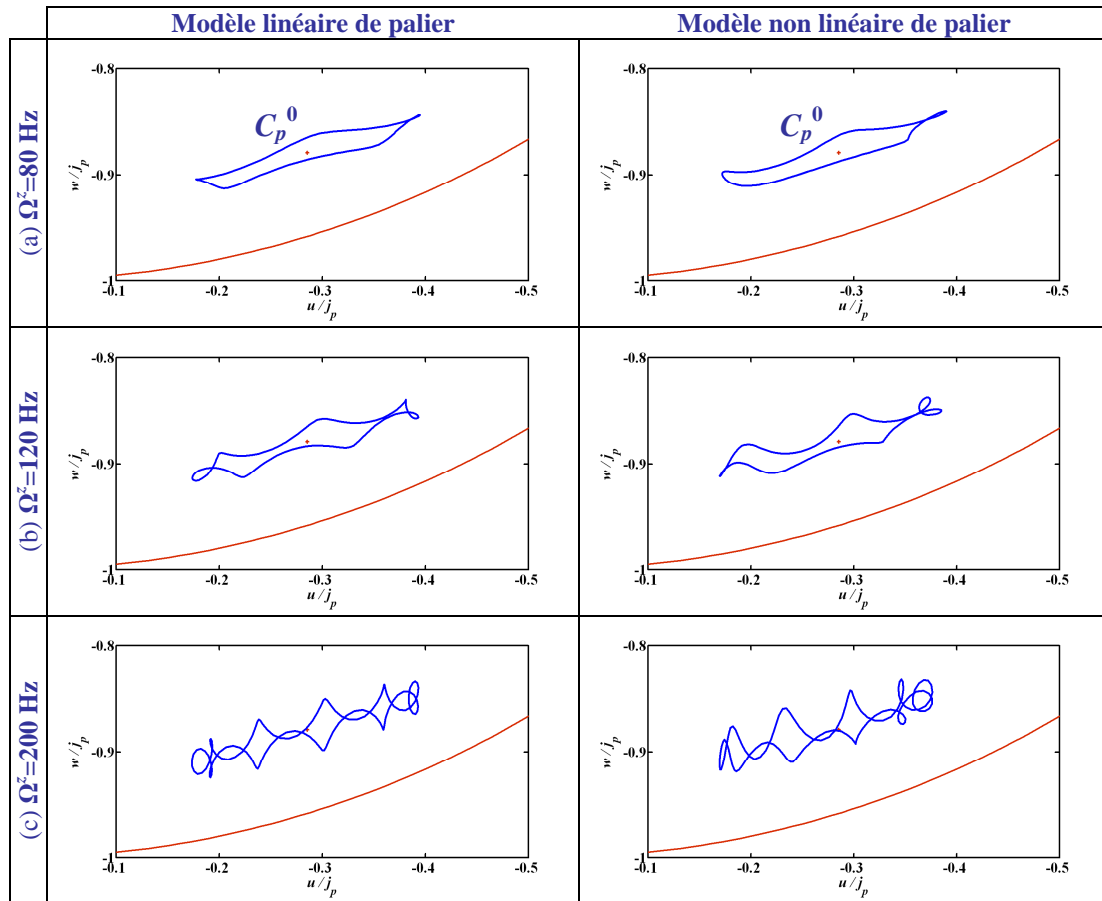 Modèle linéaire de palier
Modèle non linéaire de palier
(a) Ωᶻ=80 Hz
-0.8
-0.9
-1
w/jₚ
Cₚ⁰
-0.1
-0.2
-0.3
-0.4
-0.5
u/jₚ
-0.8
-0.9
-1
w/jₚ
Cₚ⁰
-0.1
-0.2
-0.3
-0.4
-0.5
u/jₚ
(b) Ωᶻ=120 Hz
-0.8
-0.9
-1
w/jₚ
-0.1
-0.2
-0.3
-0.4
-0.5
u/jₚ
-0.8
-0.9
-1
w/jₚ
-0.1
-0.2
-0.3
-0.4
-0.5
u/jₚ
(c) Ωᶻ=200 Hz
-0.8
-0.9
-1
w/jₚ
-0.1
-0.2
-0.3
-0.4
-0.5
u/jₚ
-0.8
-0.9
-1
w/jₚ
-0.1
-0.2
-0.3
-0.4
-0.5
u/jₚ